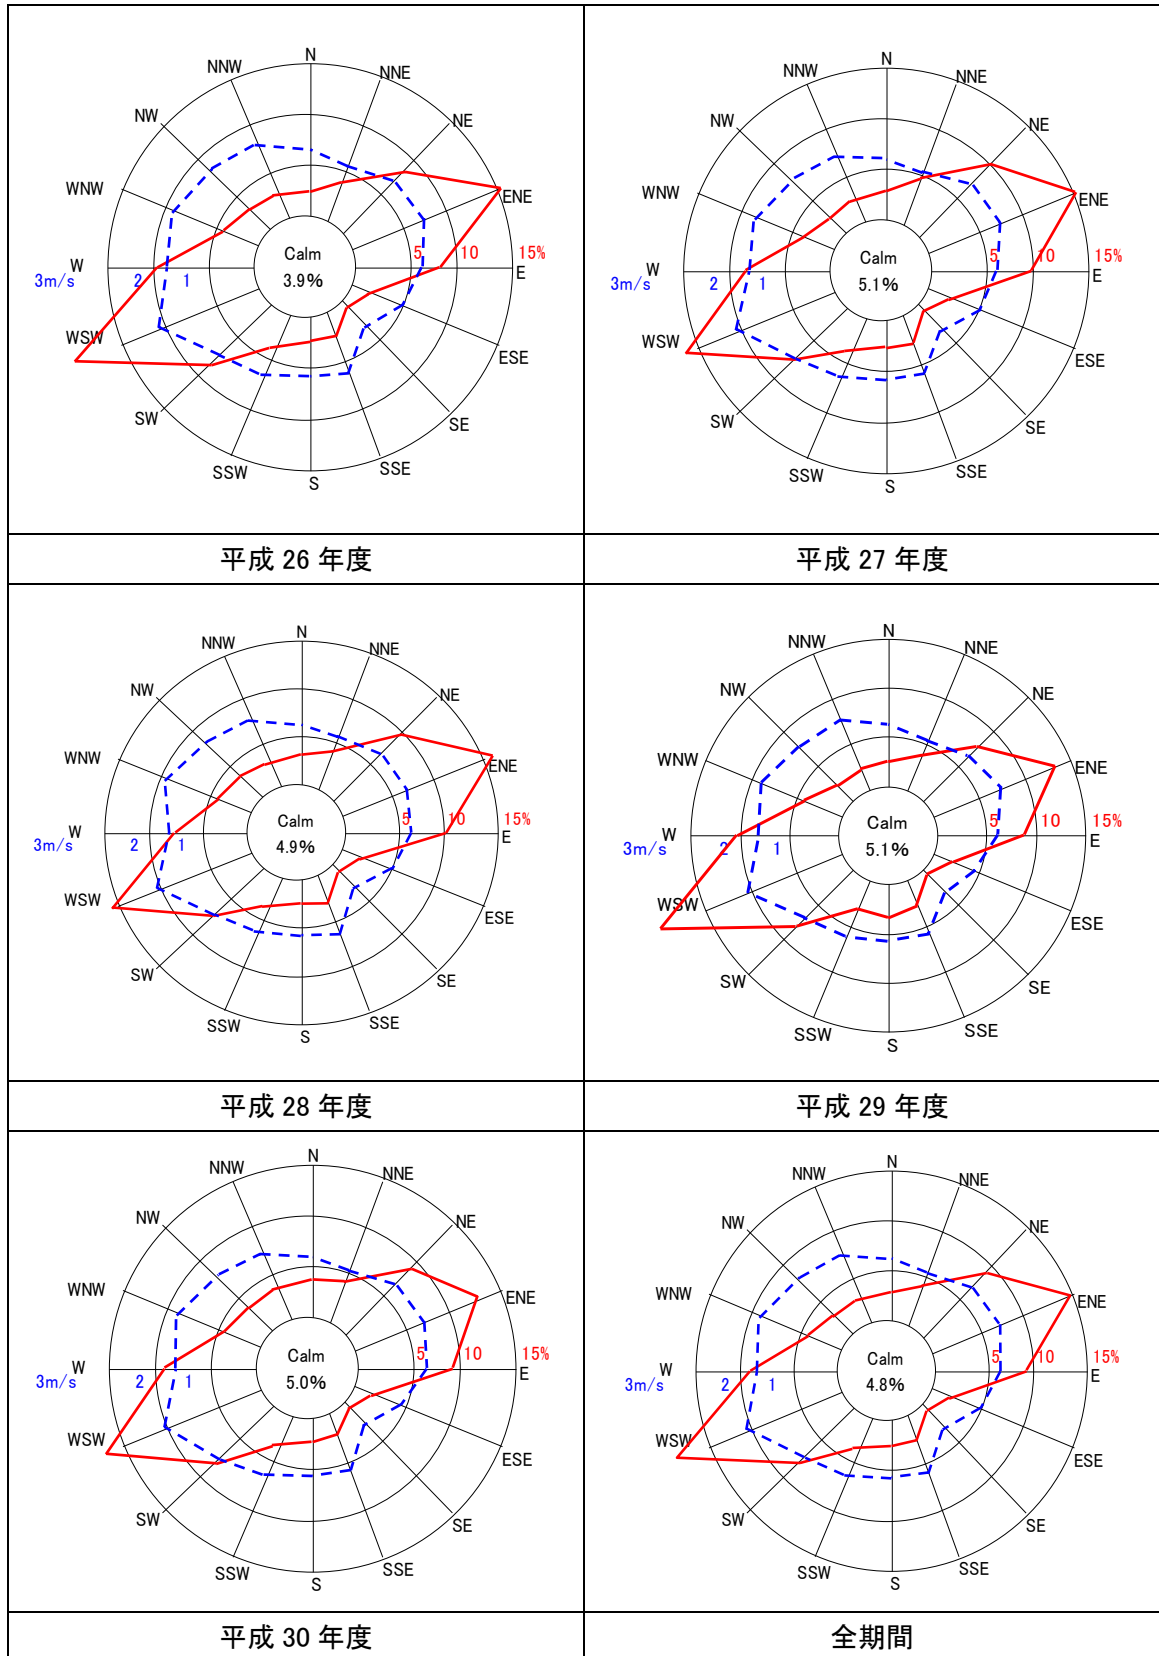 N
NNW NNE
NW NE
WNW ENE
Calm
3.9%
5 10 15%
W E
3m/s 2 1
WSW ESE
SW SE
SSW SSE
S
N
NNW NNE
NW NE
WNW ENE
Calm
5.1%
5 10 15%
W E
3m/s 2 1
WSW ESE
SW SE
SSW SSE
S
平成 26 年度 平成 27 年度
N
NNW NNE
NW NE
WNW ENE
Calm
4.9%
5 10 15%
W E
3m/s 2 1
WSW ESE
SW SE
SSW SSE
S
N
NNW NNE
NW NE
WNW ENE
Calm
5.1%
5 10 15%
W E
3m/s 2 1
WSW ESE
SW SE
SSW SSE
S
平成 28 年度 平成 29 年度
N
NNW NNE
NW NE
WNW ENE
Calm
5.0%
5 10 15%
W E
3m/s 2 1
WSW ESE
SW SE
SSW SSE
S
N
NNW NNE
NW NE
WNW ENE
Calm
4.8%
5 10 15%
W E
3m/s 2 1
WSW ESE
SW SE
SSW SSE
S
平成 30 年度 全期間